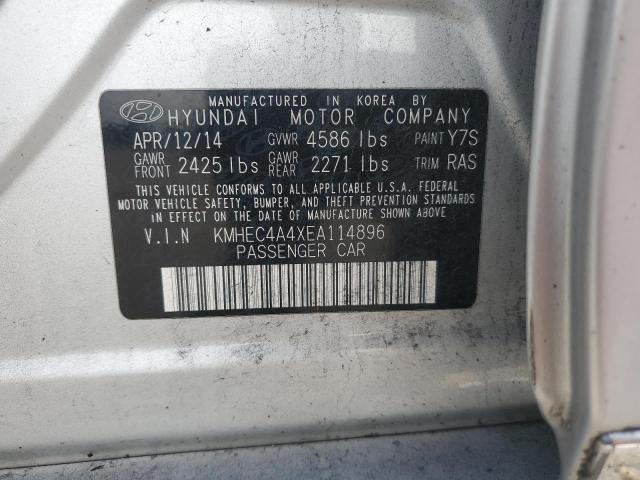 MANUFACTURED IN KOREA BY
HYUNDAI MOTOR COMPANY
APR/12/14 GVWR 4586 lbs PAINT Y7S
GAWR FRONT 2425 lbs GAWR REAR 2271 lbs TRIM RAS
THIS VEHICLE CONFORMS TO ALL APPLICABLE U.S.A. FEDERAL
MOTOR VEHICLE SAFETY, BUMPER, AND THEFT PREVENTION STANDARDS
IN EFFECT ON THE DATE OF MANUFACTURE SHOWN ABOVE.
V.I.N KMHEC4A4XEA114896
PASSENGER CAR